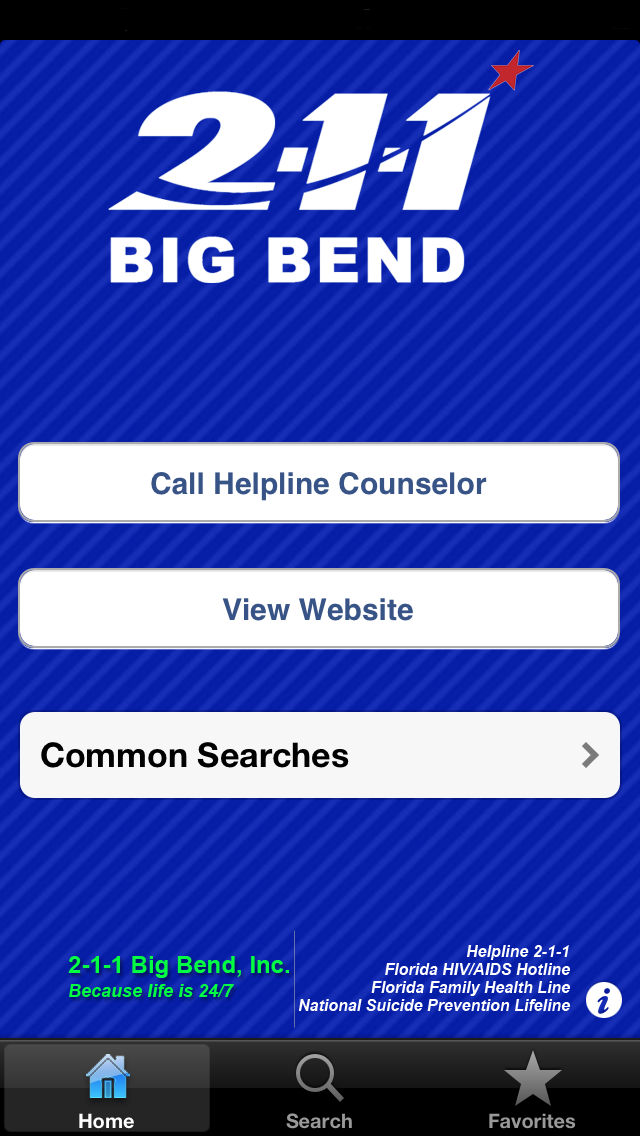 2-1-1
BIG BEND
Call Helpline Counselor
View Website
Common Searches
2-1-1 Big Bend, Inc.
Because life is 24/7
Helpline 2-1-1
Florida HIV/AIDS Hotline
Florida Family Health Line
National Suicide Prevention Lifeline
i
Home
Search
Favorites